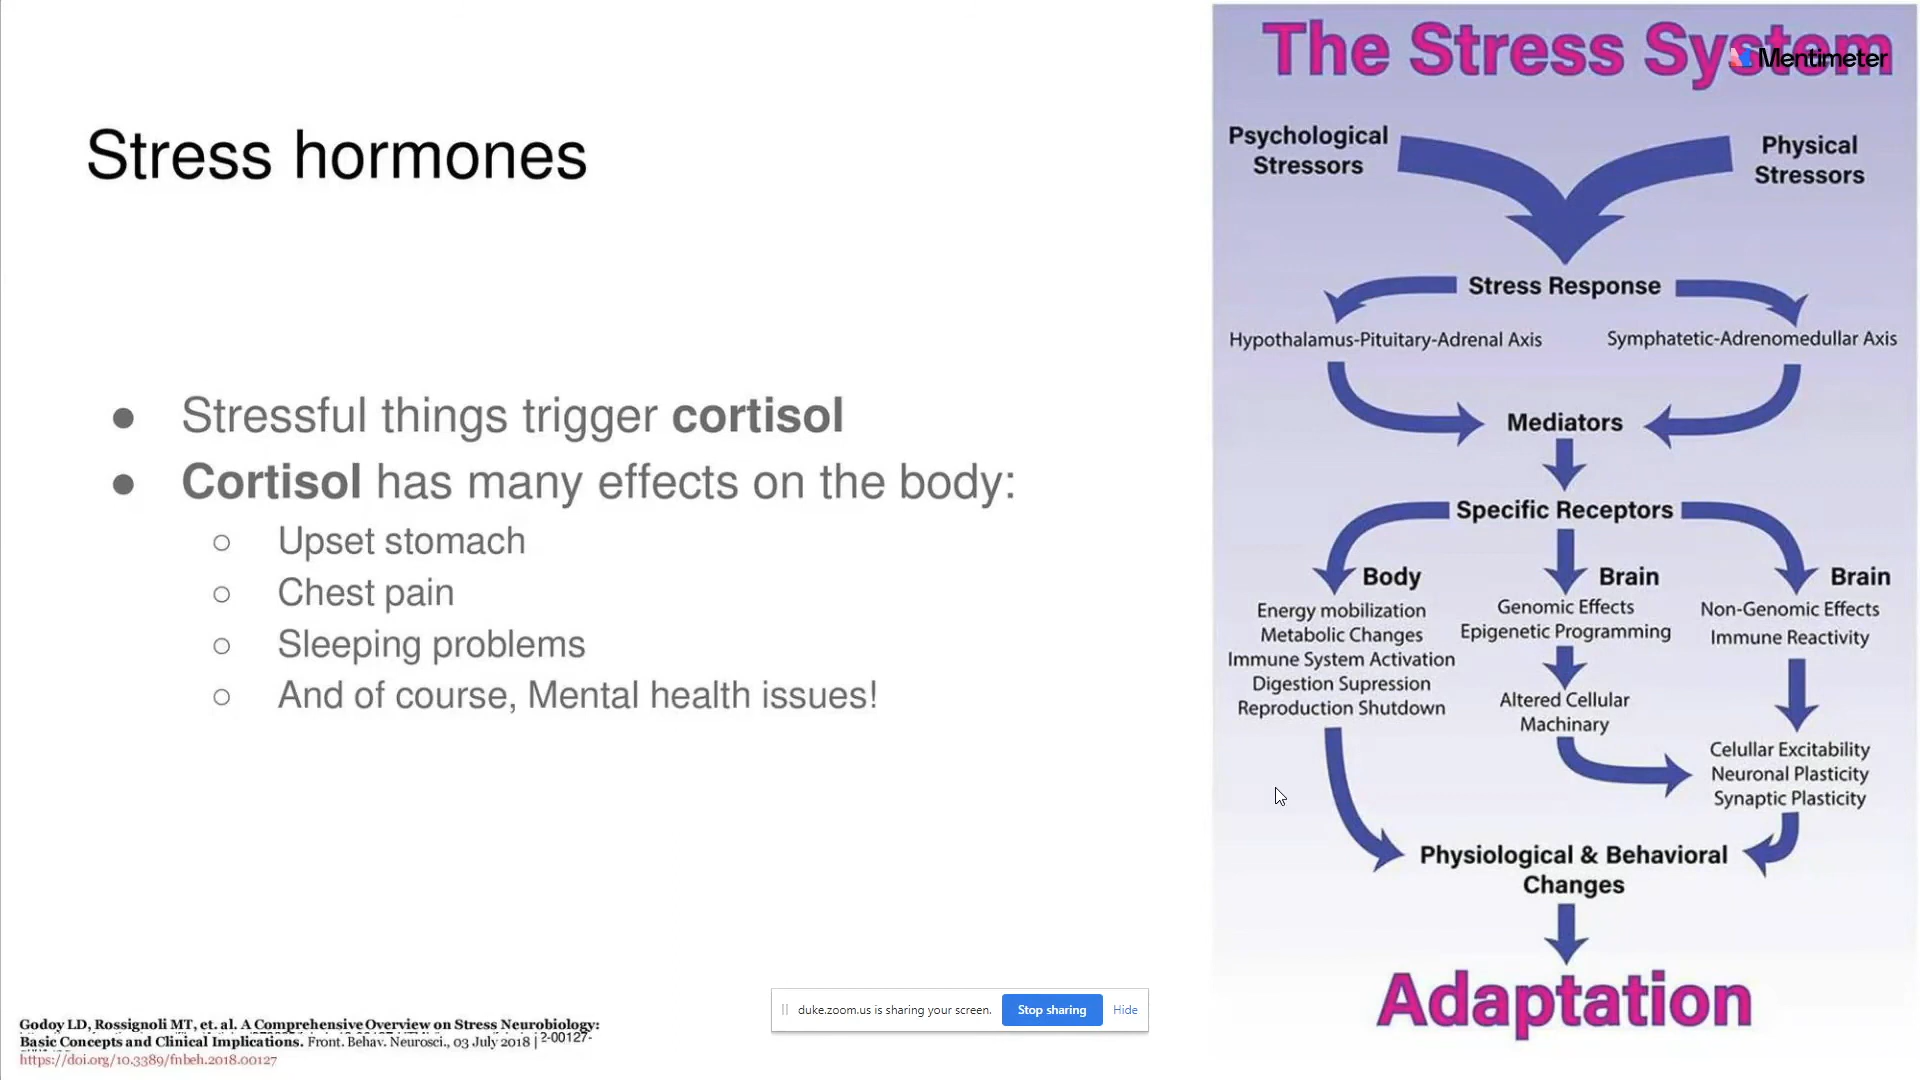 Stress hormones
● Stressful things trigger cortisol
● Cortisol has many effects on the body:
○ Upset stomach
○ Chest pain
○ Sleeping problems
○ And of course, Mental health issues!
Godoy LD, Rossignoli MT, et. al. A Comprehensive Overview on Stress Neurobiology:
Basic Concepts and Clinical Implications. Front. Behav. Neurosci., 03 July 2018 | 2-00127-
https://doi.org/10.3389/fnbeh.2018.00127
duke.zoom.us is sharing your screen.
Stop sharing
Hide
The Stress System
Mentimeter
Psychological
Stressors
Physical
Stressors
Stress Response
Hypothalamus-Pituitary-Adrenal Axis
Symphatetic-Adrenomedullar Axis
Mediators
Specific Receptors
Body
Energy mobilization
Metabolic Changes
Immune System Activation
Digestion Supression
Reproduction Shutdown
Brain
Genomic Effects
Epigenetic Programming
Altered Cellular
Machinary
Brain
Non-Genomic Effects
Immune Reactivity
Celullar Excitability
Neuronal Plasticity
Synaptic Plasticity
Physiological & Behavioral
Changes
Adaptation